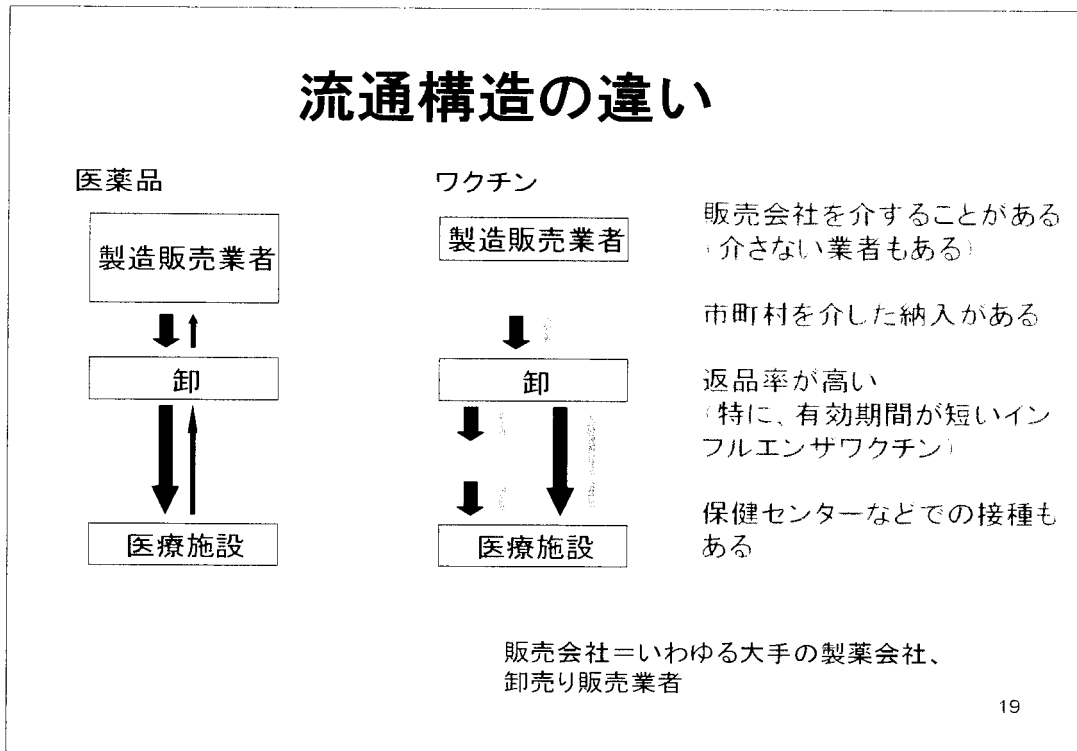 流通構造の違い
医薬品
製造販売業者
卸
医療施設
ワクチン
製造販売業者
卸
医療施設
販売会社を介することがある
(介さない業者もある)
市町村を介した納入がある
返品率が高い
(特に、有効期間が短いイン
フルエンザワクチン)
保健センターなどでの接種も
ある
販売会社=いわゆる大手の製薬会社、
卸売り販売業者
19